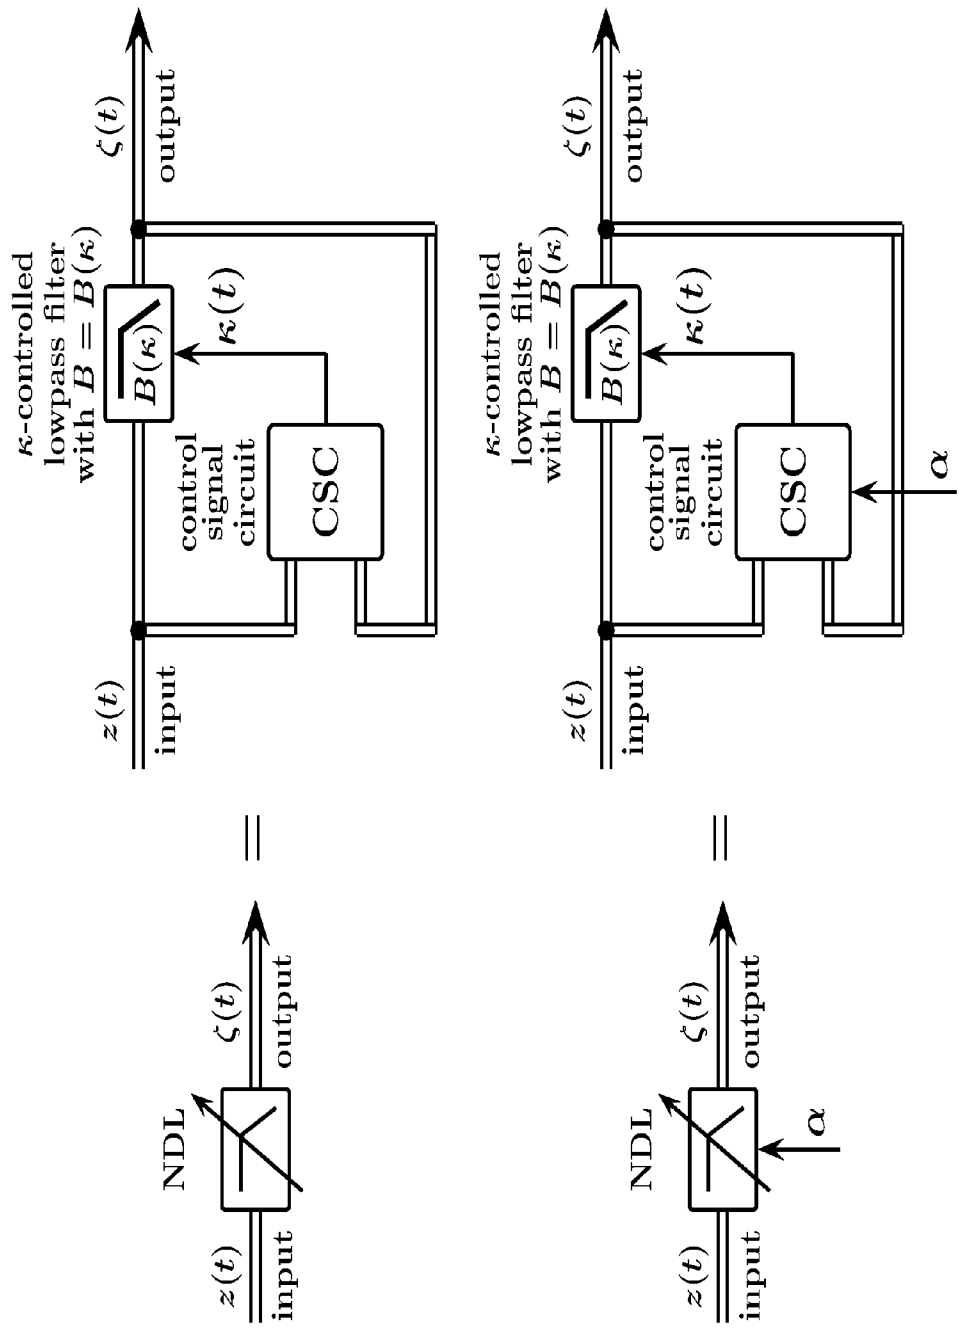 NDL
z(t)
input
ζ(t)
output
=
z(t)
input
κ-controlled
lowpass filter
with B = B(κ)
B(κ)
ζ(t)
output
control
signal
circuit
CSC
κ(t)
NDL
z(t)
input
ζ(t)
output
α
=
z(t)
input
κ-controlled
lowpass filter
with B = B(κ)
B(κ)
ζ(t)
output
control
signal
circuit
CSC
κ(t)
α